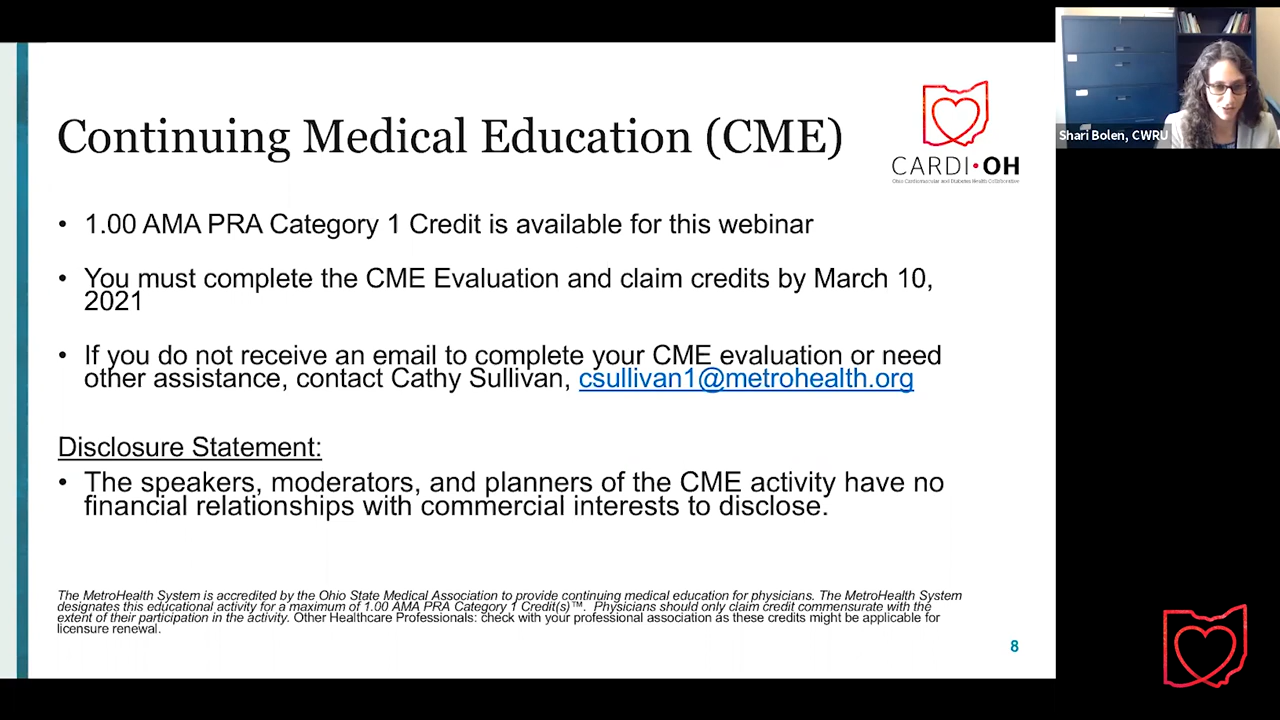 Continuing Medical Education (CME)
CARDI•OH
Ohio Cardiovascular and Diabetes Health Collaborative
Shari Bolen, CWRU
• 1.00 AMA PRA Category 1 Credit is available for this webinar
• You must complete the CME Evaluation and claim credits by March 10,
2021
• If you do not receive an email to complete your CME evaluation or need
other assistance, contact Cathy Sullivan, csullivan1@metrohealth.org
Disclosure Statement:
• The speakers, moderators, and planners of the CME activity have no
financial relationships with commercial interests to disclose.
The MetroHealth System is accredited by the Ohio State Medical Association to provide continuing medical education for physicians. The MetroHealth System
designates this educational activity for a maximum of 1.00 AMA PRA Category 1 Credit(s)™. Physicians should only claim credit commensurate with the
extent of their participation in the activity. Other Healthcare Professionals: check with your professional association as these credits might be applicable for
licensure renewal.
8